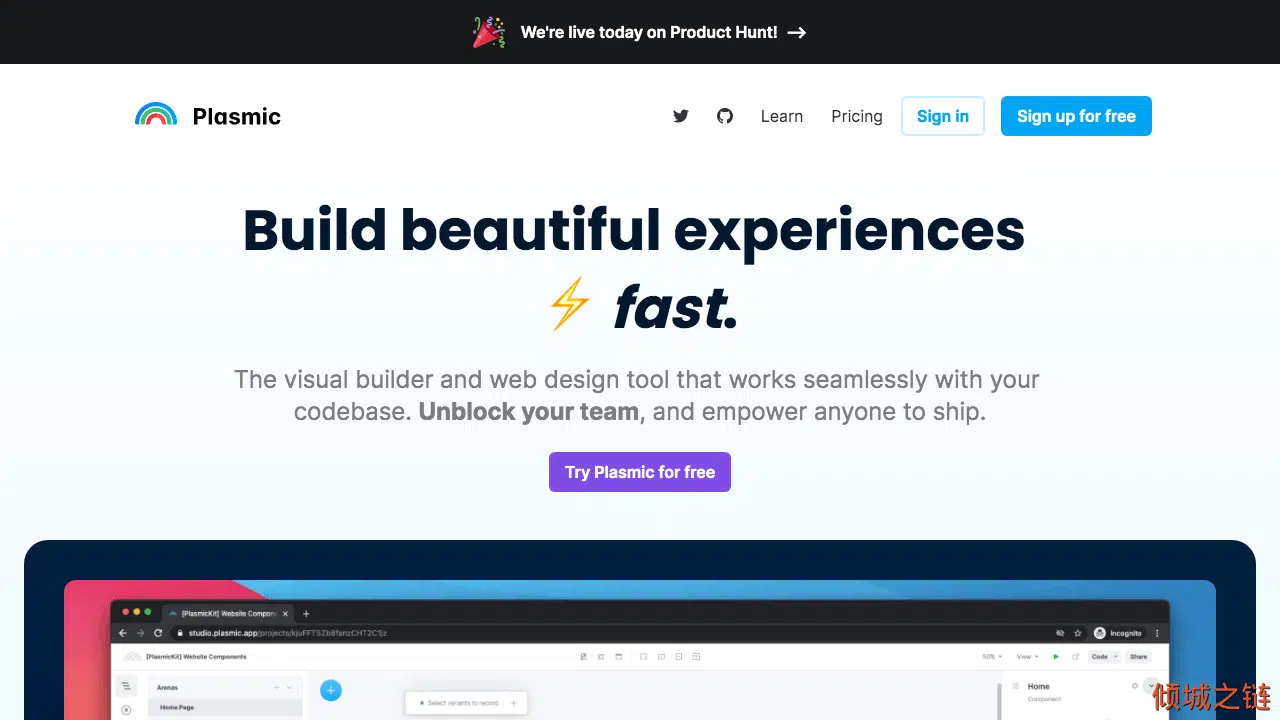 We're live today on Product Hunt! →
Plasmic
Learn
Pricing
Sign in
Sign up for free
Build beautiful experiences
⚡ fast.
The visual builder and web design tool that works seamlessly with your
codebase. Unblock your team, and empower anyone to ship.
Try Plasmic for free
[PlasmicKit] Website Compon
studio.plasmic.app/projects/
Incognito
[PlasmicKit] Website Components
50%
View
Code
Share
Arenas
Home Page
Select variants to record
Home
Component
倾城之链